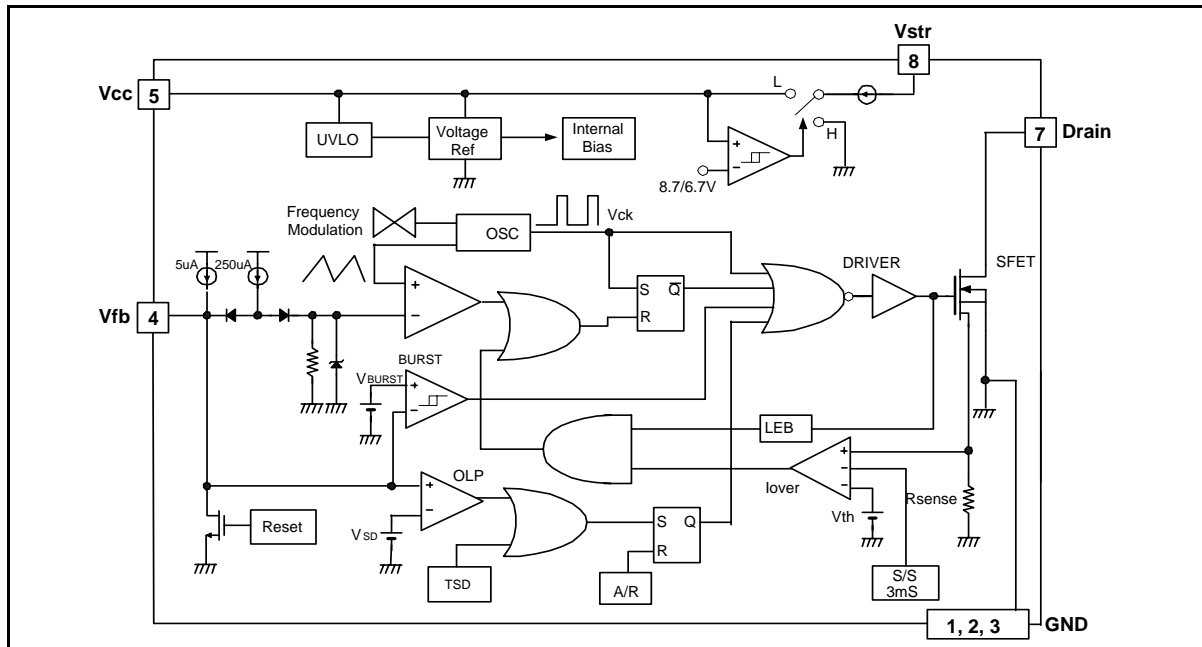 Vstr
8
Vcc
5
L
H
7
Drain
UVLO
Voltage
Ref
Internal
Bias
+
−
8.7/6.7V
Frequency
Modulation
OSC
Vck
5uA
250uA
DRIVER
SFET
+
−
S
Q
R
Vfb
4
BURST
VBURST
+
−
LEB
OLP
+
−
Iover
+
−
−
Rsense
Vth
Reset
VSD
S
Q
R
TSD
A/R
S/S
3mS
1, 2, 3
GND